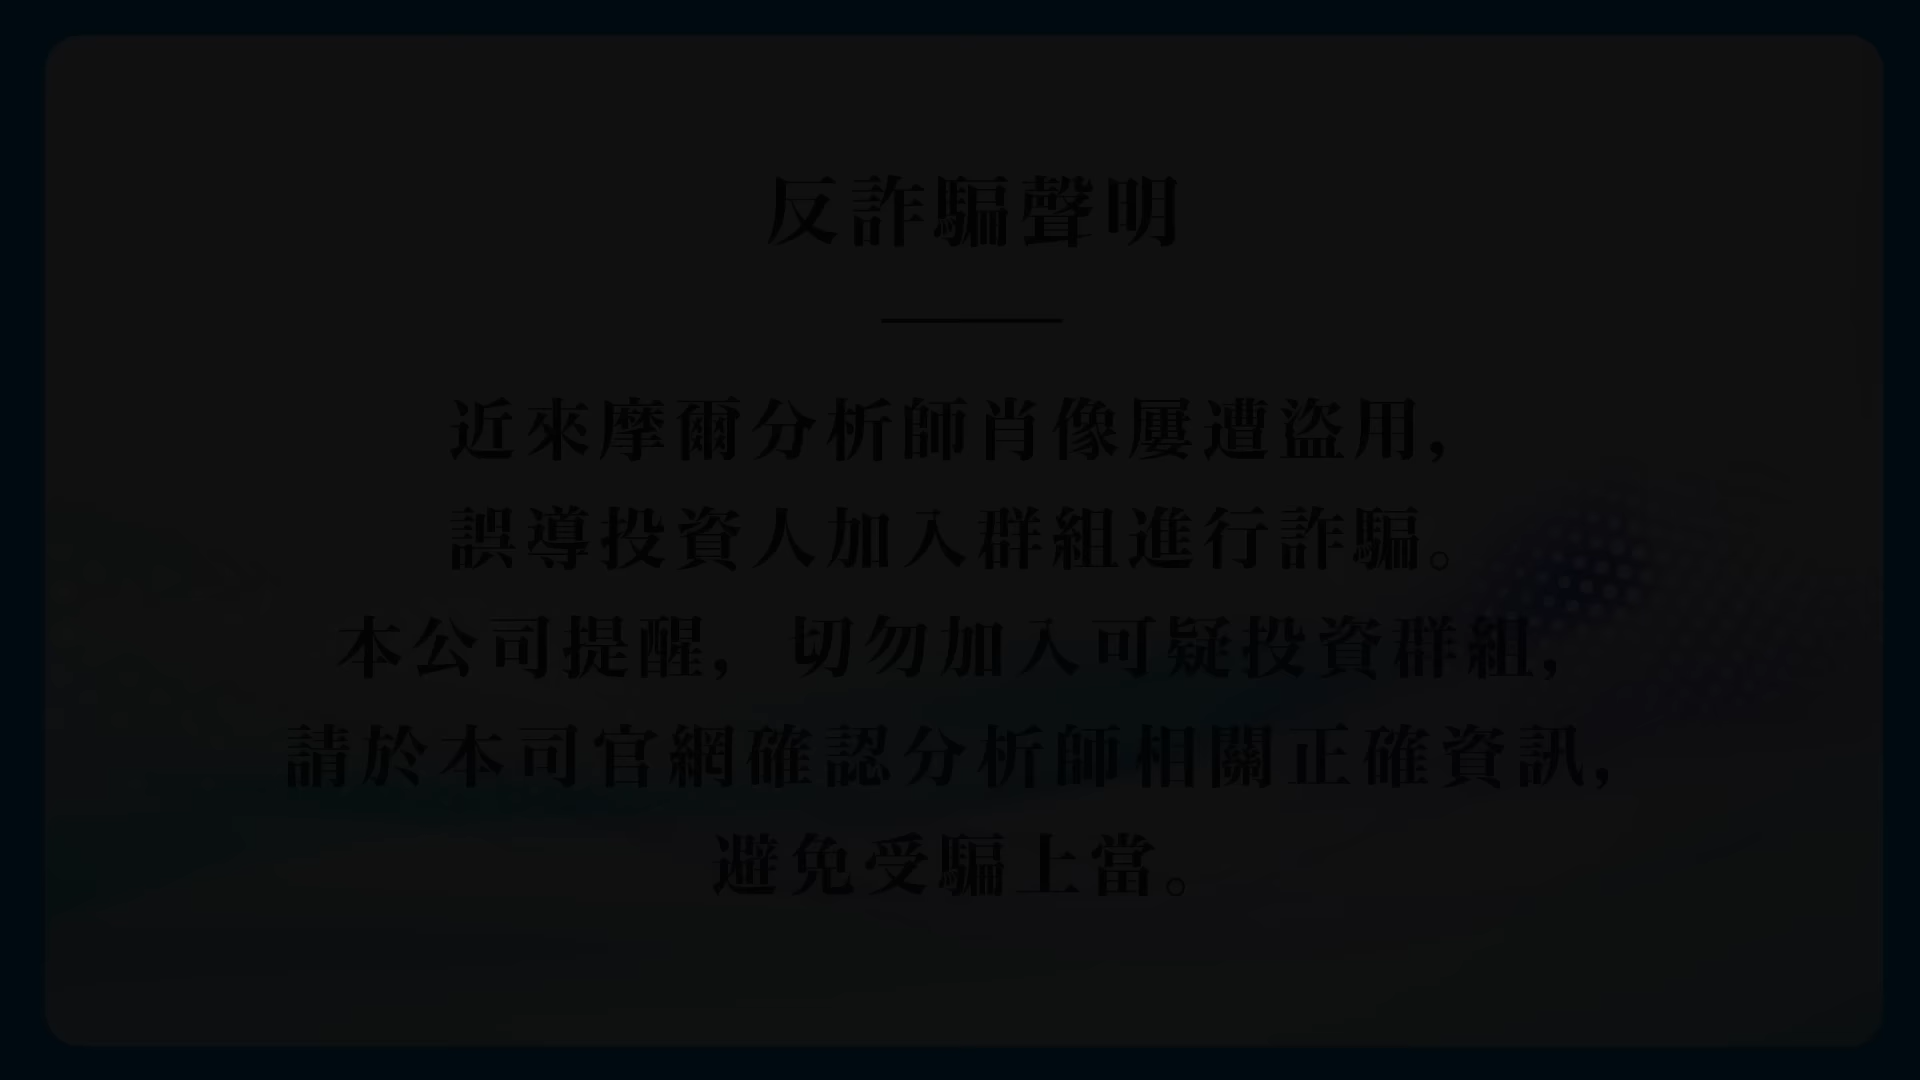 反詐騙聲明
近來摩爾分析師肖像屢遭盜用，
誤導投資人加入群組進行詐騙。
本公司提醒，切勿加入可疑投資群組，
請於本司官網確認分析師相關正確資訊，
避免受騙上當。